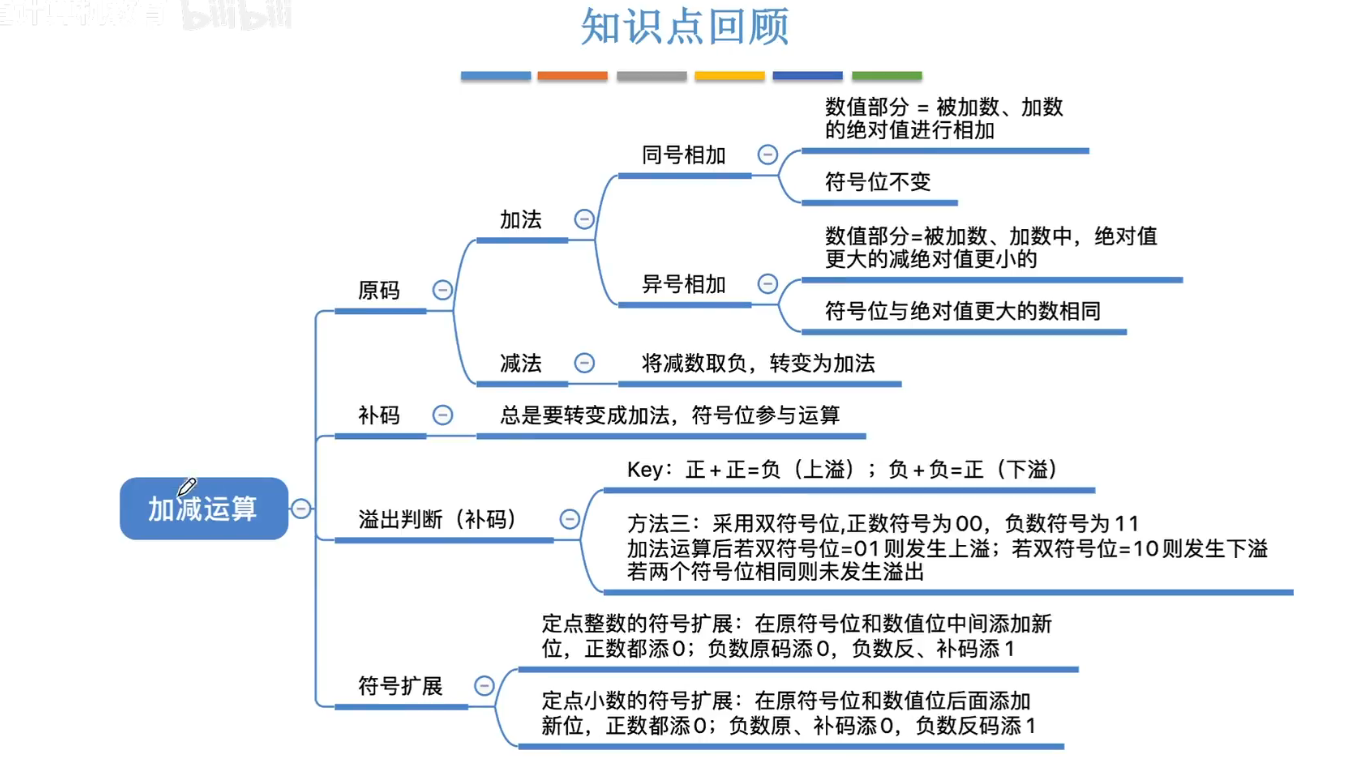 bilibili
知识点回顾
数值部分 = 被加数、加数
的绝对值进行相加
同号相加
符号位不变
加法
数值部分=被加数、加数中，绝对值
更大的减绝对值更小的
异号相加
原码
符号位与绝对值更大的数相同
减法
将减数取负，转变为加法
补码
总是要转变成加法，符号位参与运算
Key：正+正=负（上溢）；负+负=正（下溢）
加减运算
溢出判断（补码）
方法三：采用双符号位,正数符号为00，负数符号为11
加法运算后若双符号位=01则发生上溢；若双符号位=10则发生下溢
若两个符号位相同则未发生溢出
定点整数的符号扩展：在原符号位和数值位中间添加新
位，正数都添0；负数原码添0，负数反、补码添1
符号扩展
定点小数的符号扩展：在原符号位和数值位后面添加
新位，正数都添0；负数原、补码添0，负数反码添1